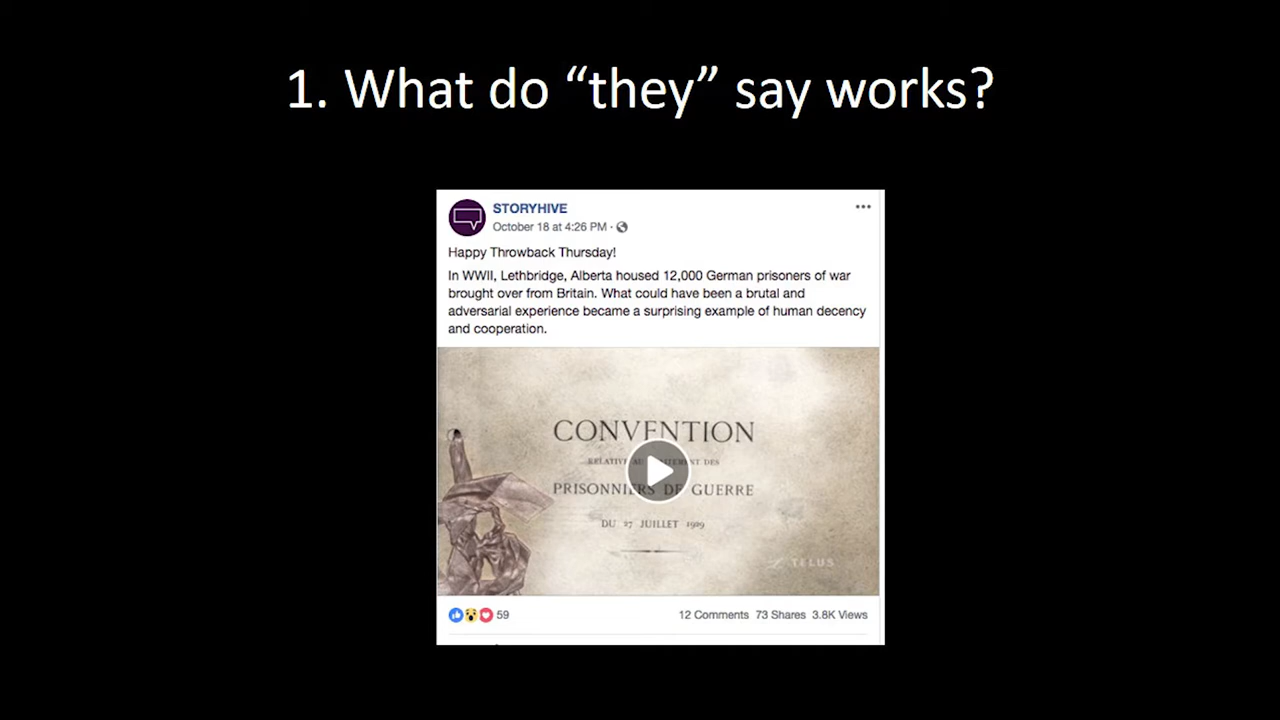 1. What do “they” say works?
STORYHIVE
October 18 at 4:26 PM ·
Happy Throwback Thursday!
In WWII, Lethbridge, Alberta housed 12,000 German prisoners of war
brought over from Britain. What could have been a brutal and
adversarial experience became a surprising example of human decency
and cooperation.
CONVENTION
RELATIVE AU DES
PRISONNIERS DE GUERRE
DU 27 JUILLET 1929
TELUS
59
12 Comments 73 Shares 3.8K Views